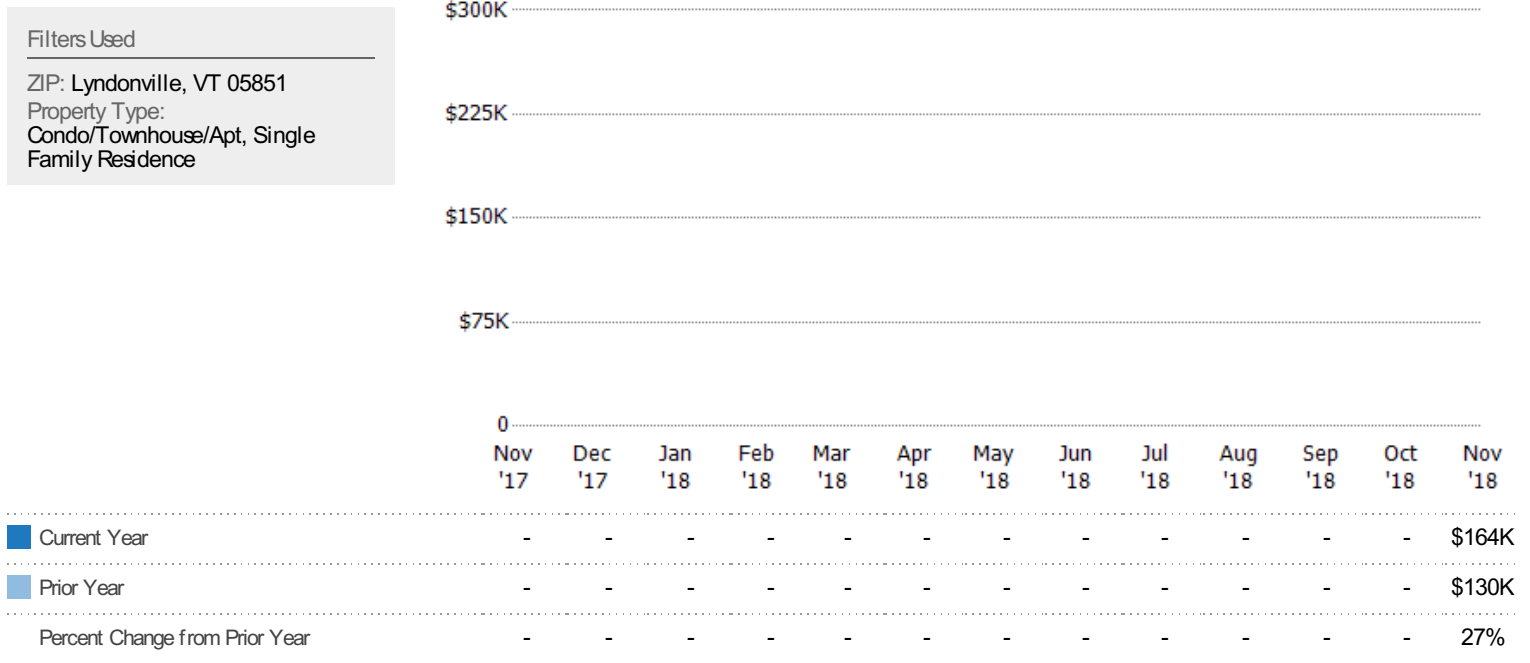 Filters Used
ZIP: Lyndonville, VT 05851
Property Type:
Condo/Townhouse/Apt, Single
Family Residence
$300K
$225K
$150K
$75K
0
Nov Dec Jan Feb Mar Apr May Jun Jul Aug Sep Oct Nov
'17 '17 '18 '18 '18 '18 '18 '18 '18 '18 '18 '18 '18
Current Year - - - - - - - - - - - - $164K
Prior Year - - - - - - - - - - - - $130K
Percent Change from Prior Year - - - - - - - - - - - - 27%